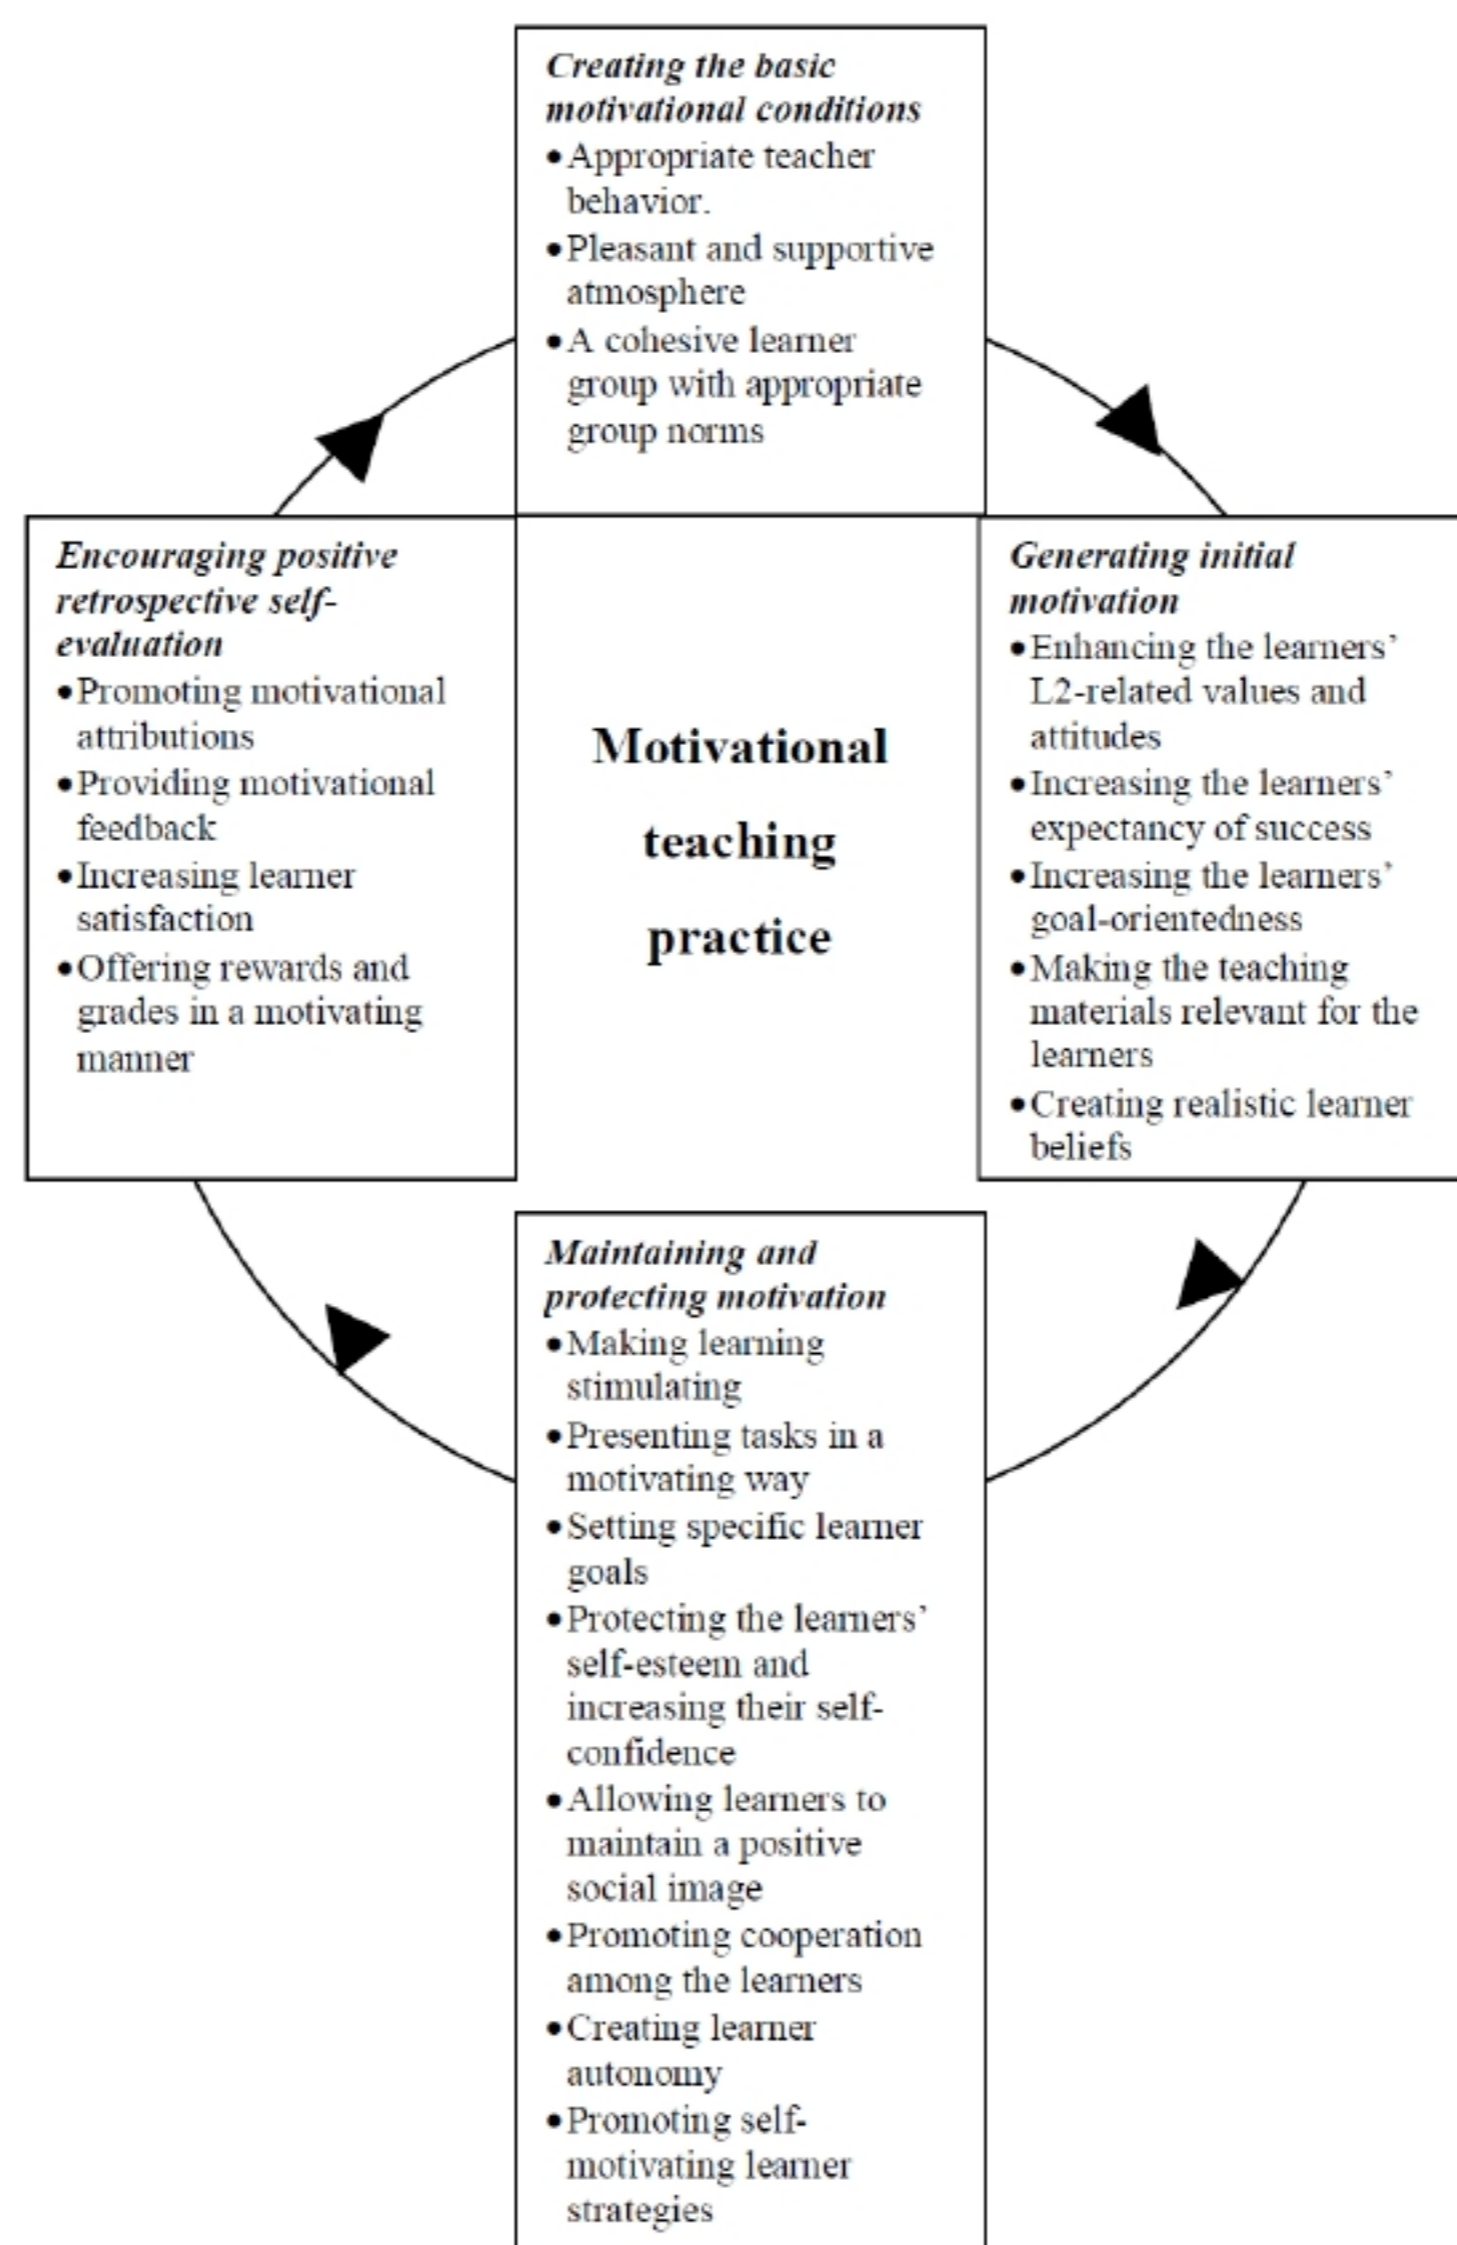 Creating the basic
motivational conditions
•Appropriate teacher
behavior.
•Pleasant and supportive
atmosphere
•A cohesive learner
group with appropriate
group norms
Encouraging positive
retrospective self-
evaluation
•Promoting motivational
attributions
•Providing motivational
feedback
•Increasing learner
satisfaction
•Offering rewards and
grades in a motivating
manner
Motivational
teaching
practice
Generating initial
motivation
•Enhancing the learners’
L2-related values and
attitudes
•Increasing the learners’
expectancy of success
•Increasing the learners’
goal-orientedness
•Making the teaching
materials relevant for the
learners
•Creating realistic learner
beliefs
Maintaining and
protecting motivation
•Making learning
stimulating
•Presenting tasks in a
motivating way
•Setting specific learner
goals
•Protecting the learners’
self-esteem and
increasing their self-
confidence
•Allowing learners to
maintain a positive
social image
•Promoting cooperation
among the learners
•Creating learner
autonomy
•Promoting self-
motivating learner
strategies